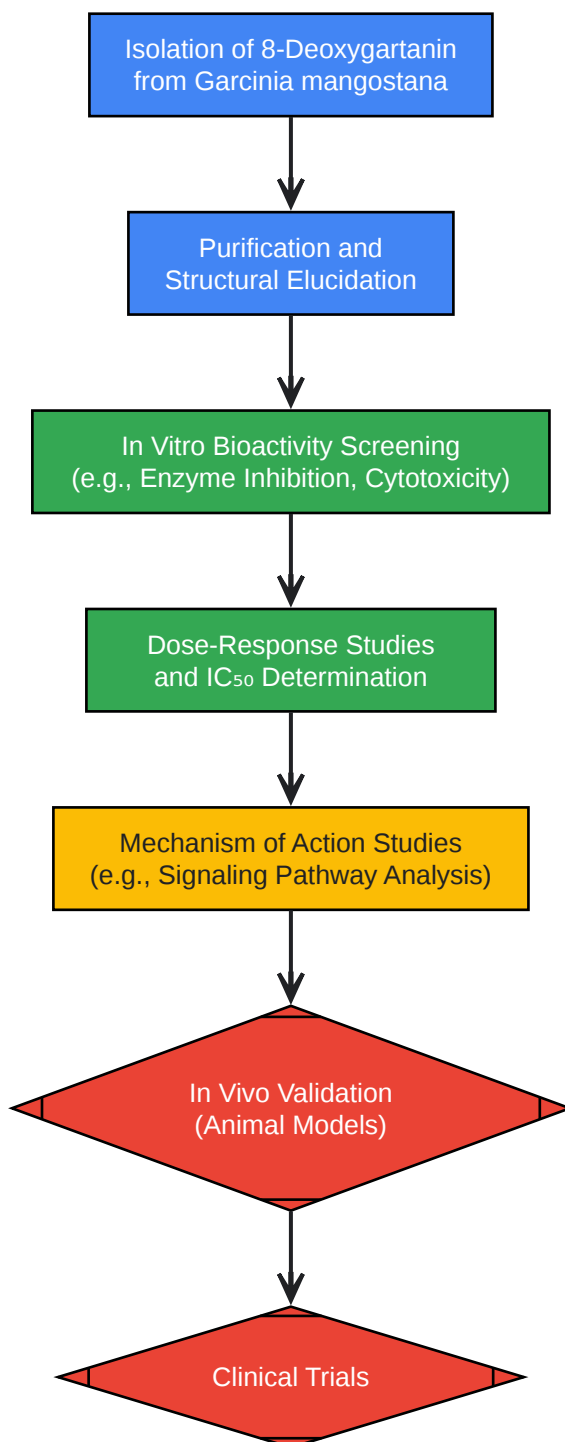 Isolation of 8-Deoxygartanin
from Garcinia mangostana
Purification and
Structural Elucidation
In Vitro Bioactivity Screening
(e.g., Enzyme Inhibition, Cytotoxicity)
Dose-Response Studies
and IC₅₀ Determination
Mechanism of Action Studies
(e.g., Signaling Pathway Analysis)
In Vivo Validation
(Animal Models)
Clinical Trials